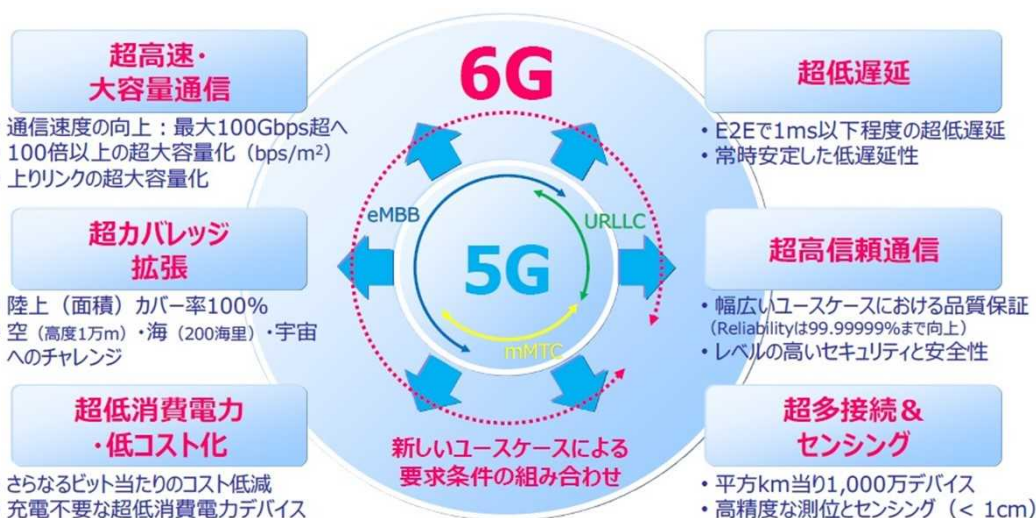 超高速・
大容量通信
通信速度の向上：最大100Gbps超へ
100倍以上の超大容量化（bps/m²）
上りリンクの超大容量化
超カバレッジ
拡張
陸上（面積）カバー率100%
空（高度1万m）・海（200海里）・宇宙
へのチャレンジ
超低消費電力
・低コスト化
さらなるビット当たりのコスト低減
充電不要な超低消費電力デバイス
6G
eMBB
URLLC
5G
mMTC
新しいユースケースによる
要求条件の組み合わせ
超低遅延
• E2Eで1ms以下程度の超低遅延
• 常時安定した低遅延性
超高信頼通信
• 幅広いユースケースにおける品質保証
（Reliabilityは99.99999%まで向上）
• レベルの高いセキュリティと安全性
超多接続＆
センシング
• 平方km当り1,000万デバイス
• 高精度な測位とセンシング（< 1cm）